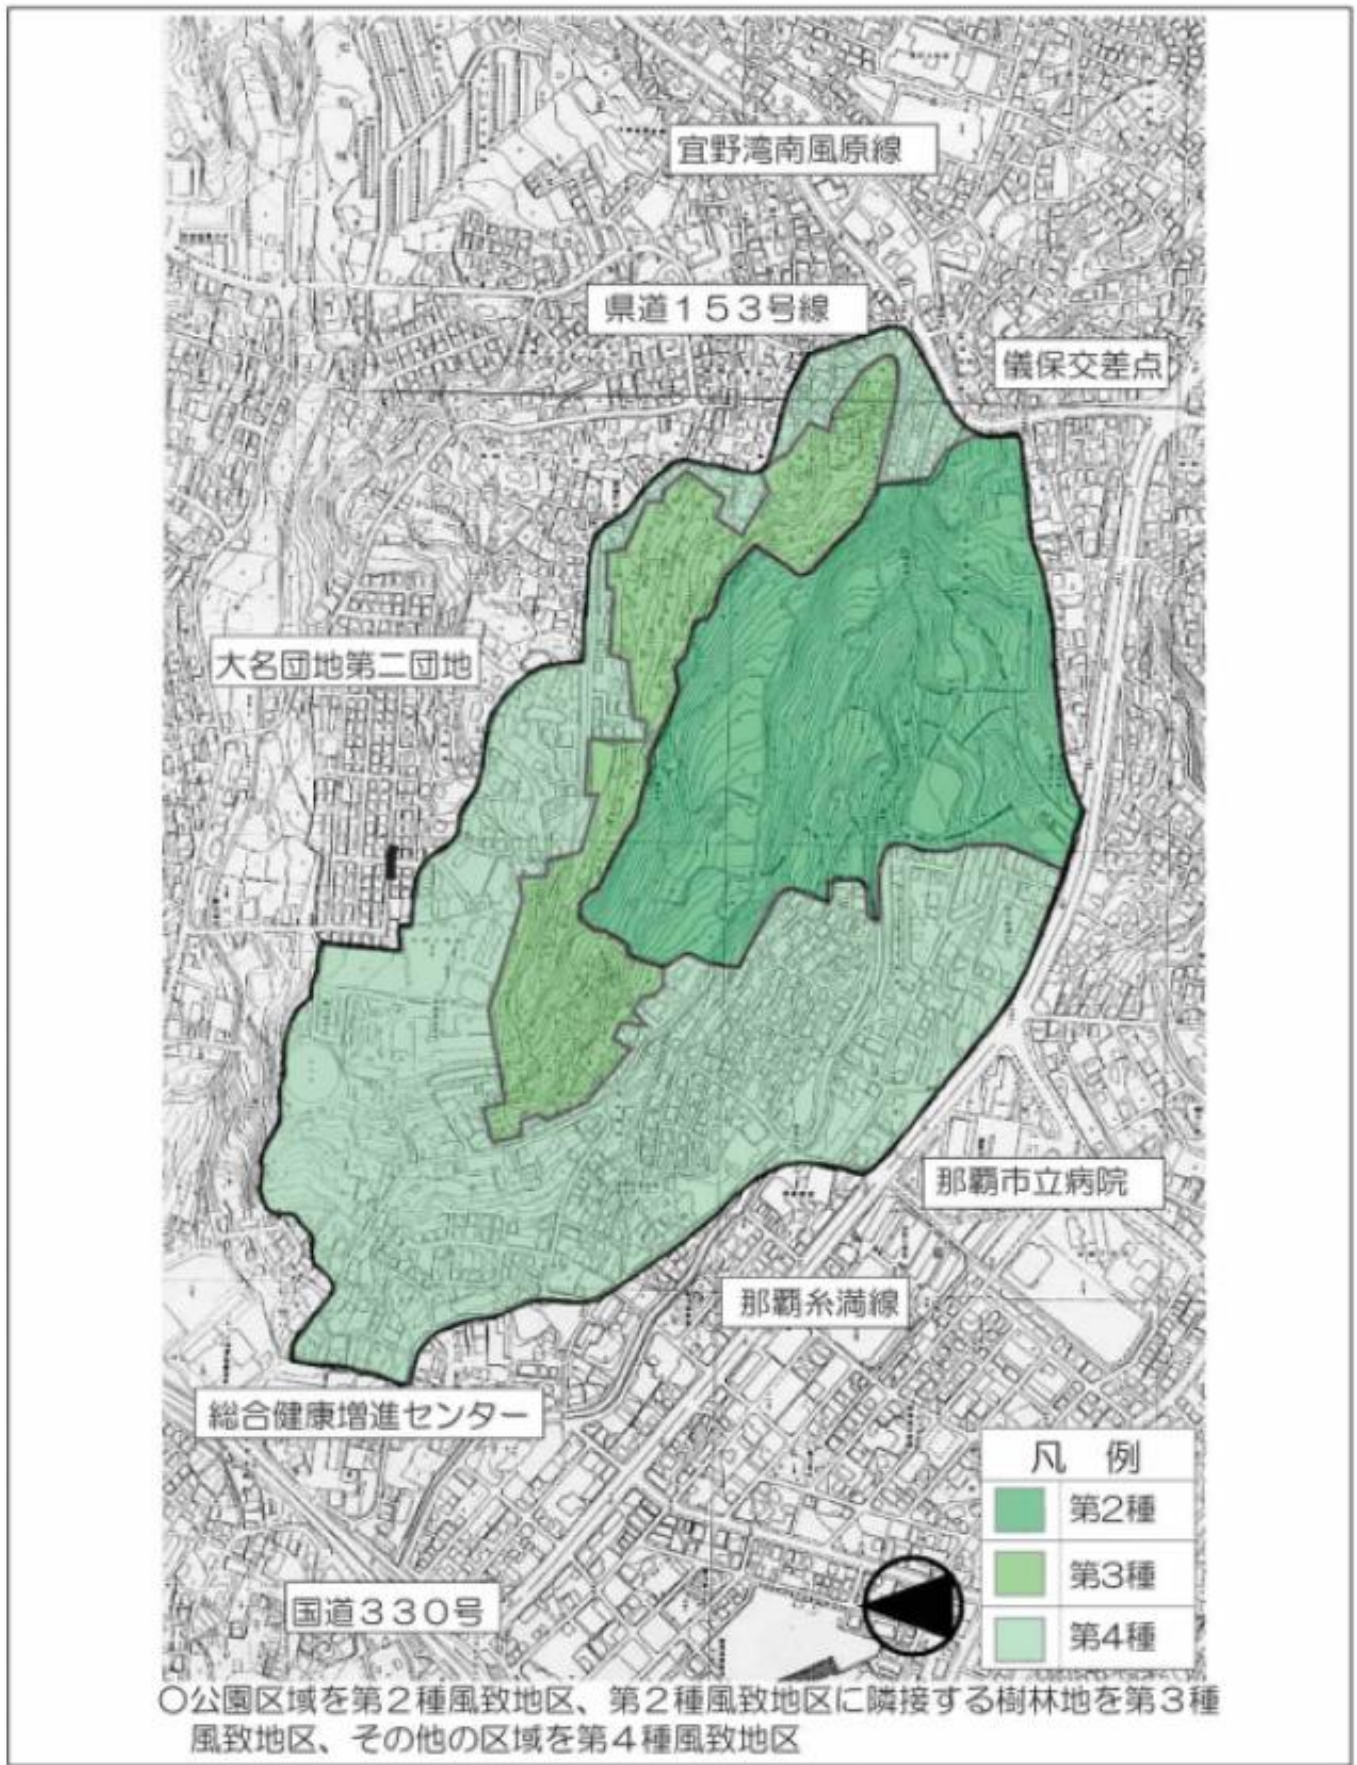 宜野湾南風原線
県道153号線
儀保交差点
大名団地第二団地
那覇市立病院
那覇糸満線
総合健康増進センター
国道330号
凡 例
第2種
第3種
第4種
〇公園区域を第2種風致地区、第2種風致地区に隣接する樹林地を第3種
風致地区、その他の区域を第4種風致地区